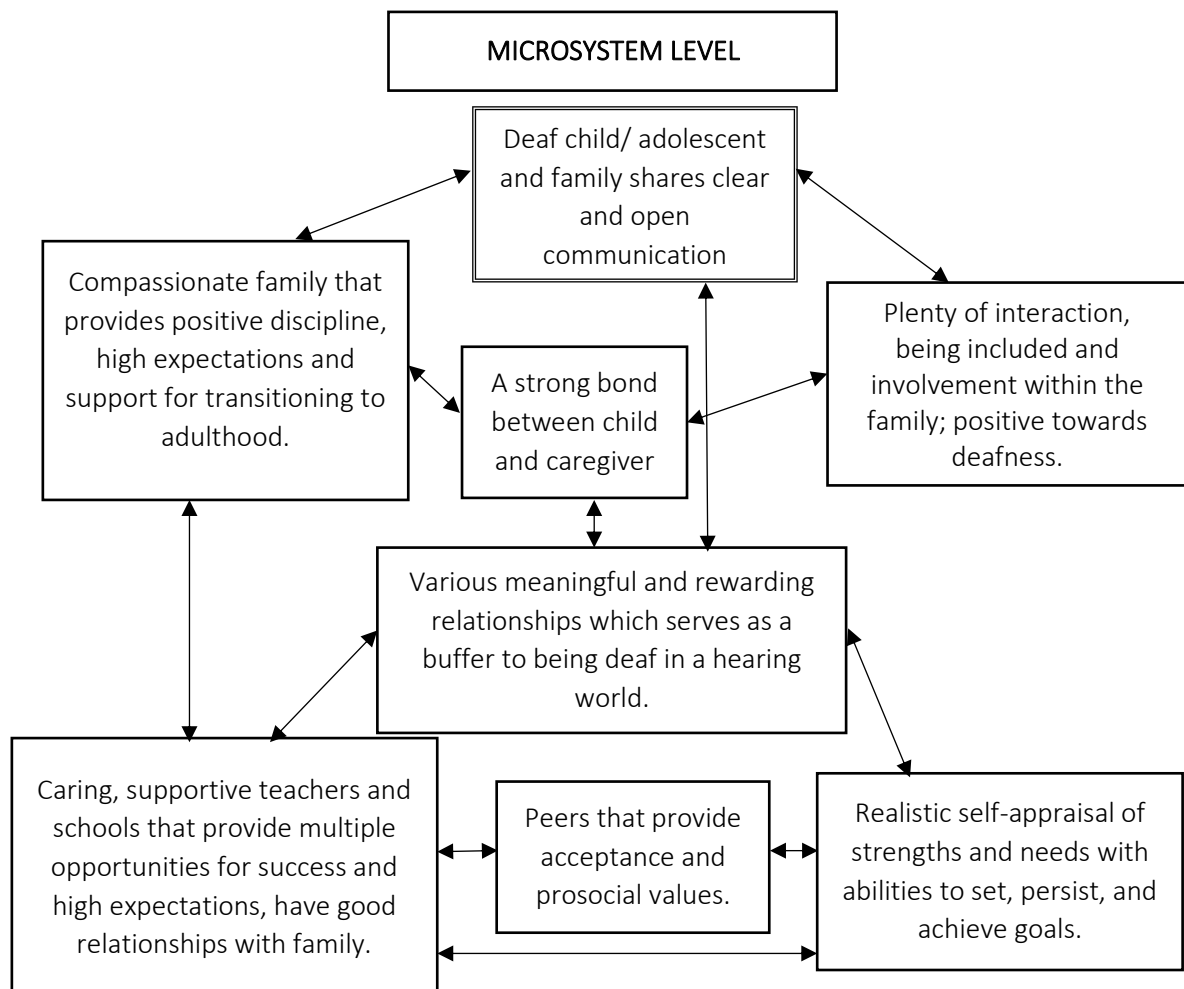 MICROSYSTEM LEVEL
Deaf child/ adolescent
and family shares clear
and open
communication
Compassionate family that
provides positive discipline,
high expectations and
support for transitioning to
adulthood.
A strong bond
between child
and caregiver
Plenty of interaction,
being included and
involvement within the
family; positive towards
deafness.
Various meaningful and rewarding
relationships which serves as a
buffer to being deaf in a hearing
world.
Caring, supportive teachers and
schools that provide multiple
opportunities for success and
high expectations, have good
relationships with family.
Peers that provide
acceptance and
prosocial values.
Realistic self-appraisal of
strengths and needs with
abilities to set, persist, and
achieve goals.